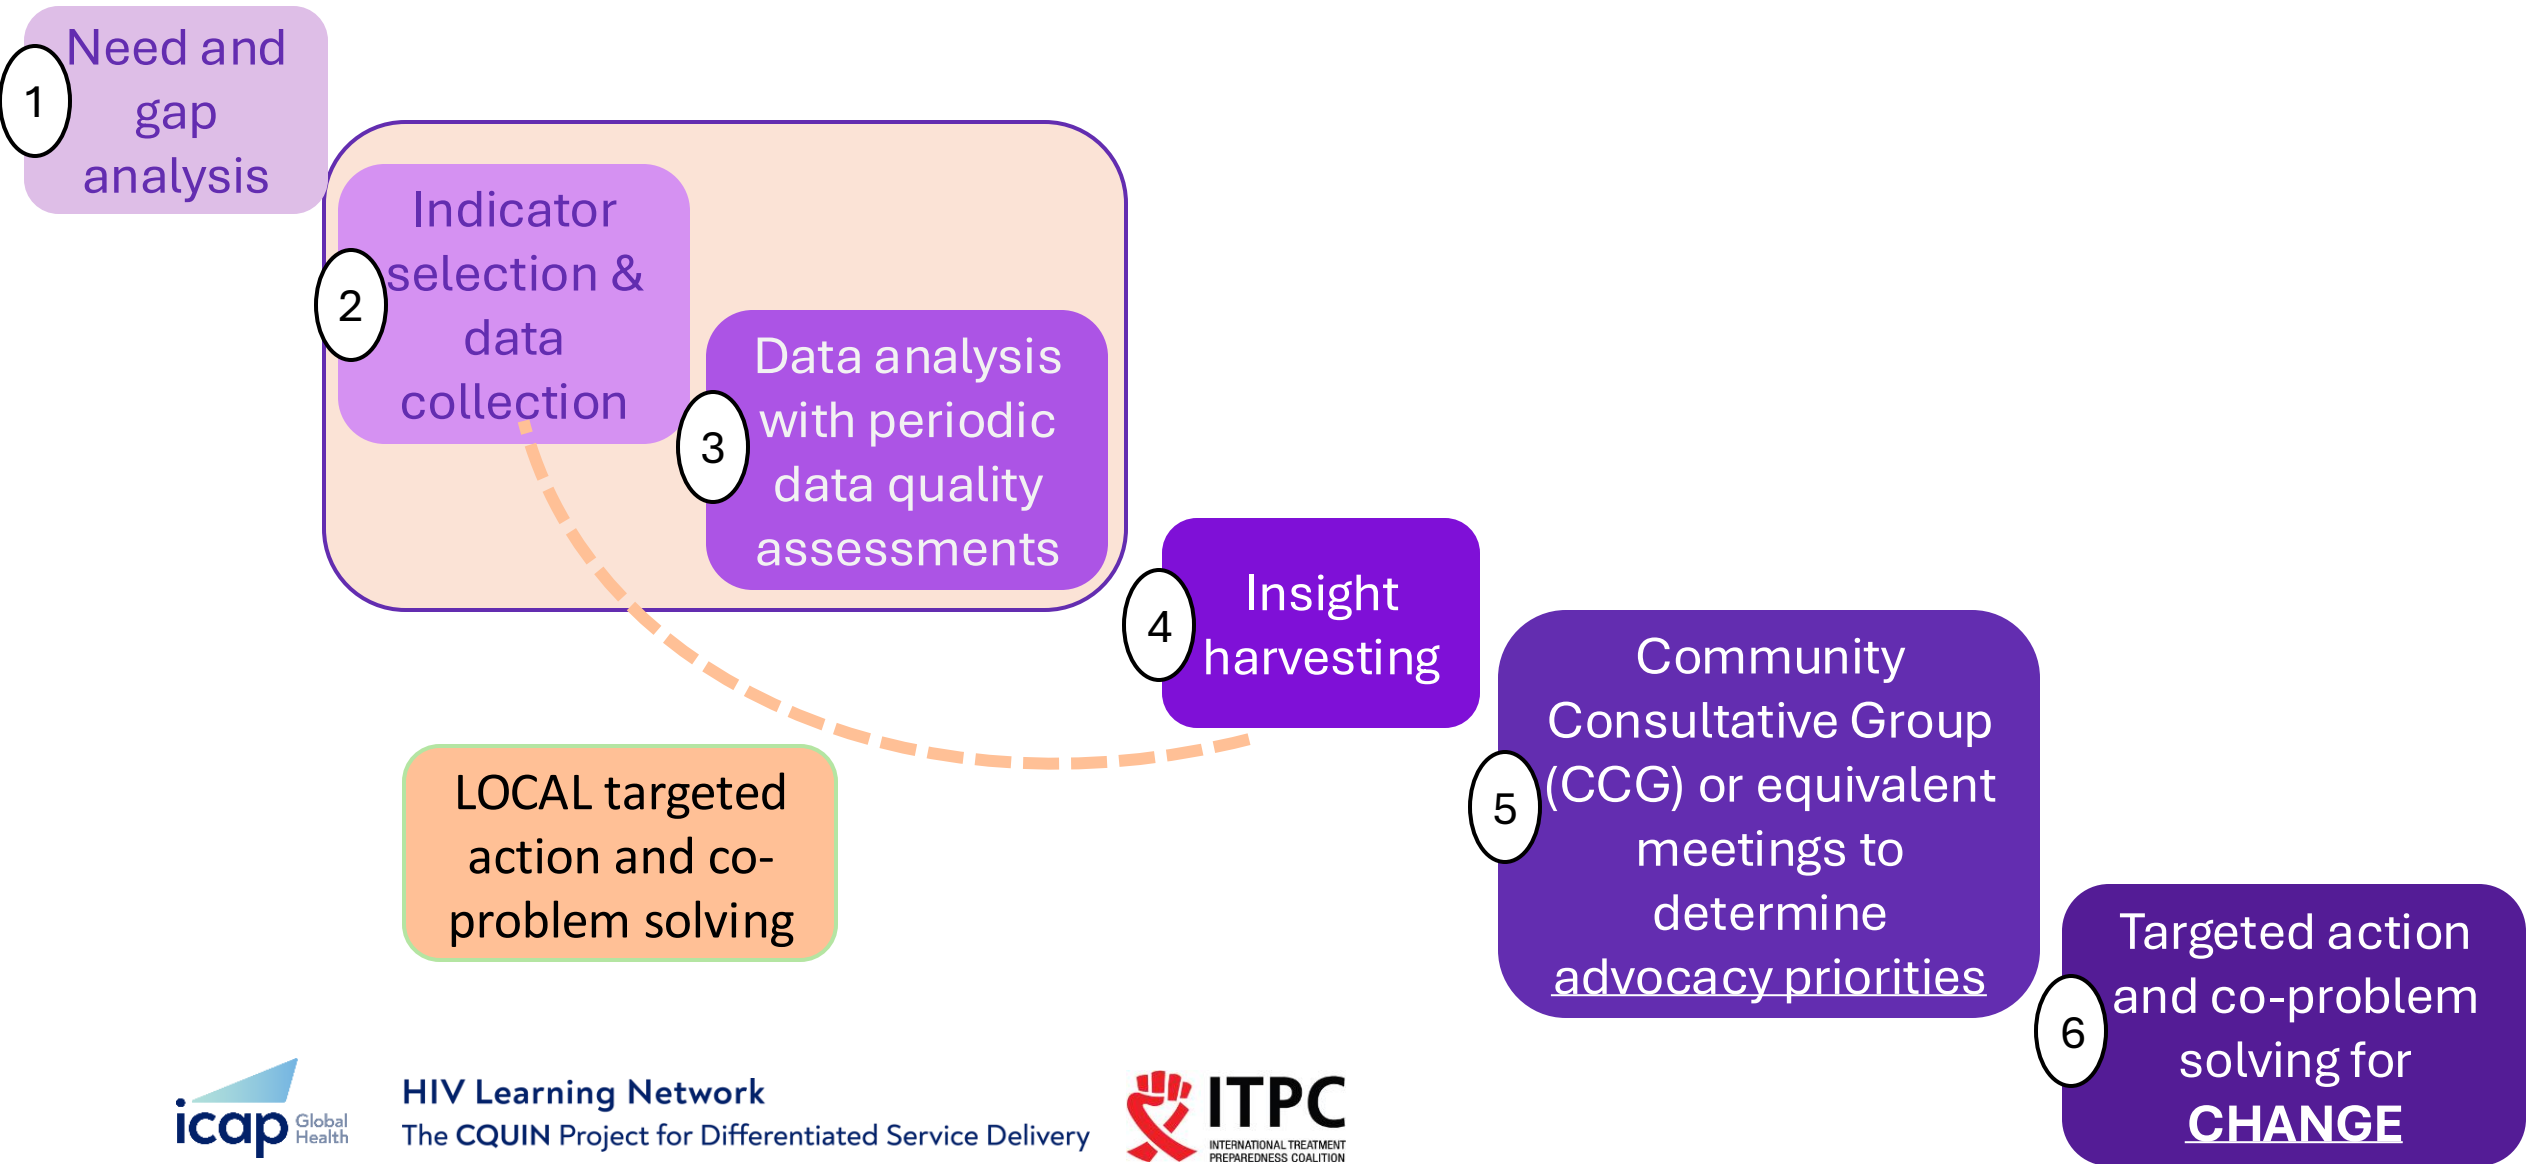 1
Need and
gap
analysis
2
Indicator
selection &
data
collection
3
Data analysis
with periodic
data quality
assessments
4
Insight
harvesting
5
Community
Consultative Group
(CCG) or equivalent
meetings to
determine
advocacy priorities
6
Targeted action
and co-problem
solving for
CHANGE
LOCAL targeted
action and co-
problem solving
icap Global
Health
HIV Learning Network
The CQUIN Project for Differentiated Service Delivery
ITPC
INTERNATIONAL TREATMENT
PREPAREDNESS COALITION